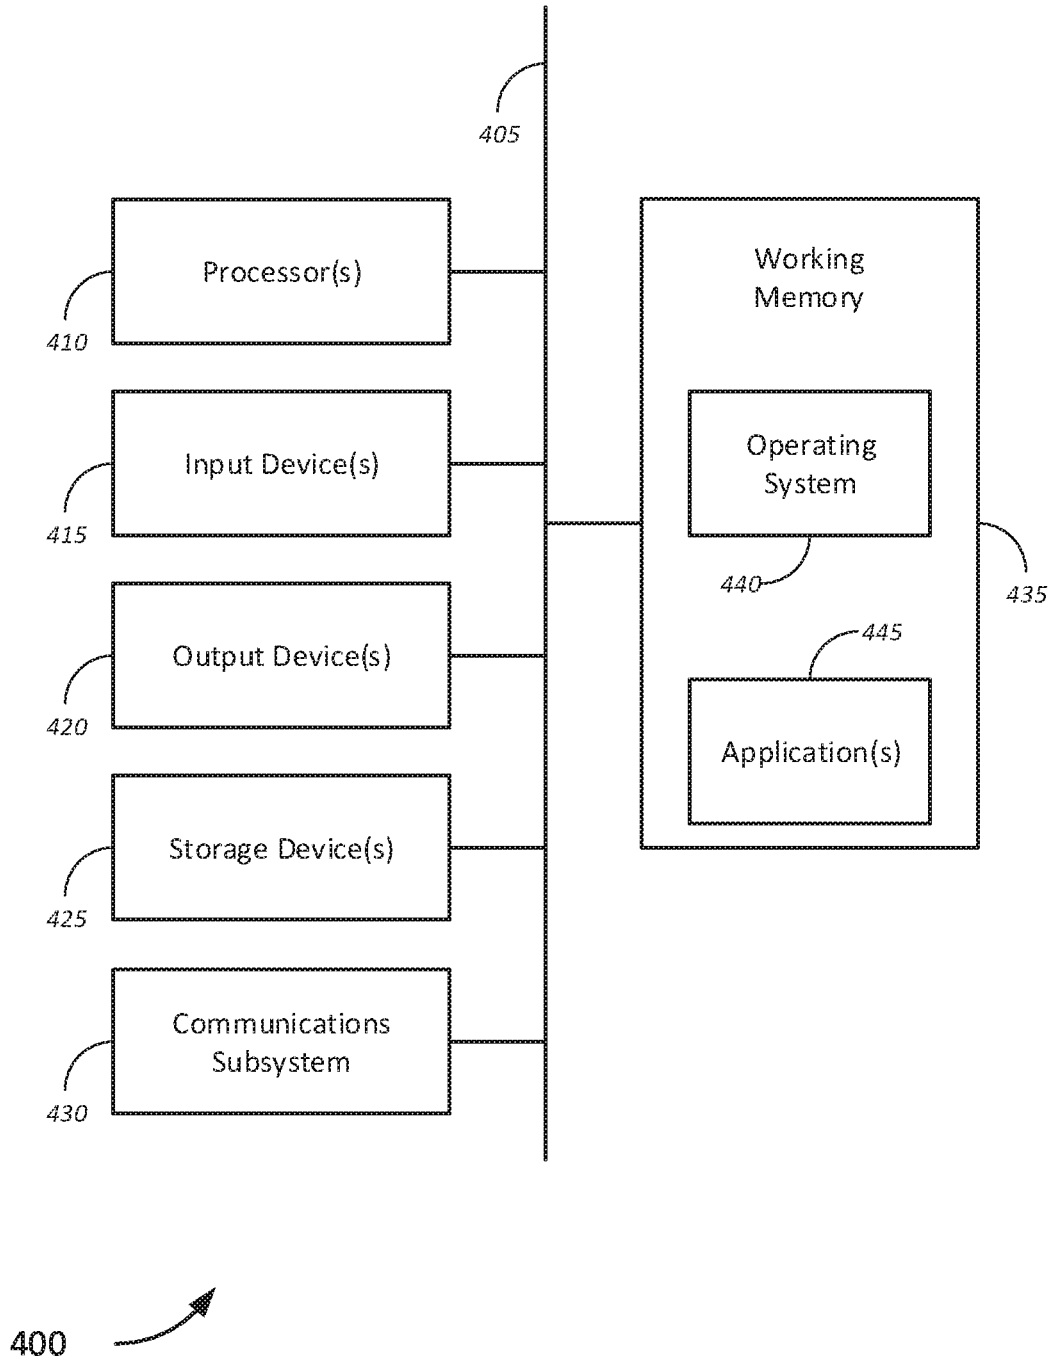 405
Processor(s)
410
Input Device(s)
415
Output Device(s)
420
Storage Device(s)
425
Communications
Subsystem
430
Working
Memory
Operating
System
440
435
445
Application(s)
400